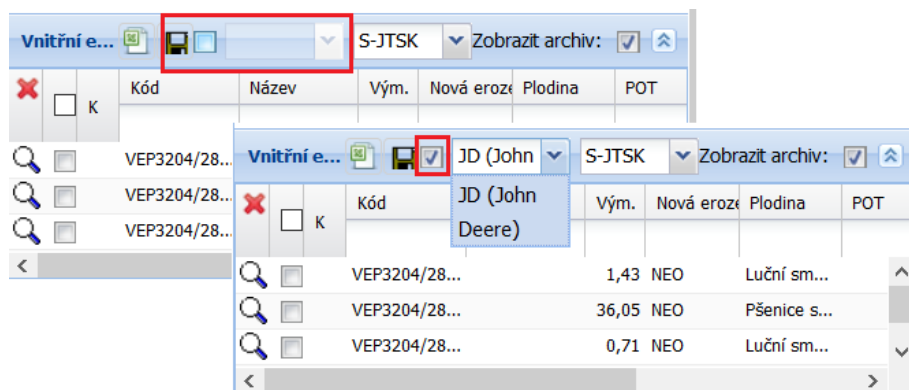 Vnitřní e... S-JTSK Zobrazit archiv:
K Kód Název Vým. Nová eroze Plodina POT
VEP3204/28...
VEP3204/28...
VEP3204/28...
Vnitřní e... JD (John S-JTSK Zobrazit archiv:
JD (John
Deere)
K Kód Vým. Nová eroze Plodina POT
VEP3204/28... 1,43 NEO Luční sm...
VEP3204/28... 36,05 NEO Pšenice s...
VEP3204/28... 0,71 NEO Luční sm...